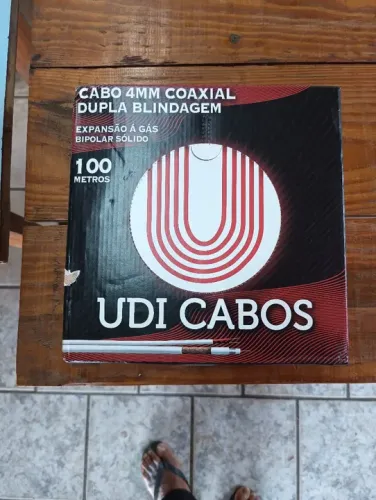 CABO 4MM COAXIAL
DUPLA BLINDAGEM
EXPANSÃO Á GÁS
BIPOLAR SÓLIDO
100
METROS
UDI CABOS